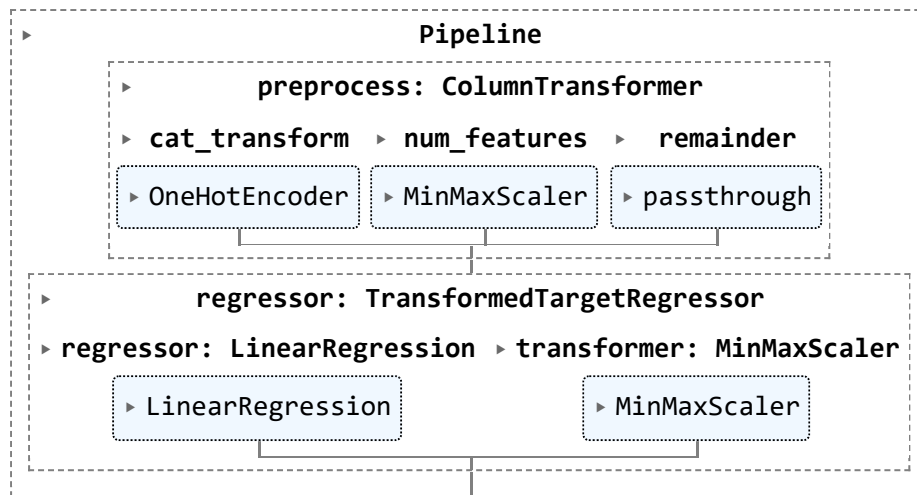 Pipeline
preprocess: ColumnTransformer
cat_transform num_features remainder
OneHotEncoder MinMaxScaler passthrough
regressor: TransformedTargetRegressor
regressor: LinearRegression transformer: MinMaxScaler
LinearRegression MinMaxScaler